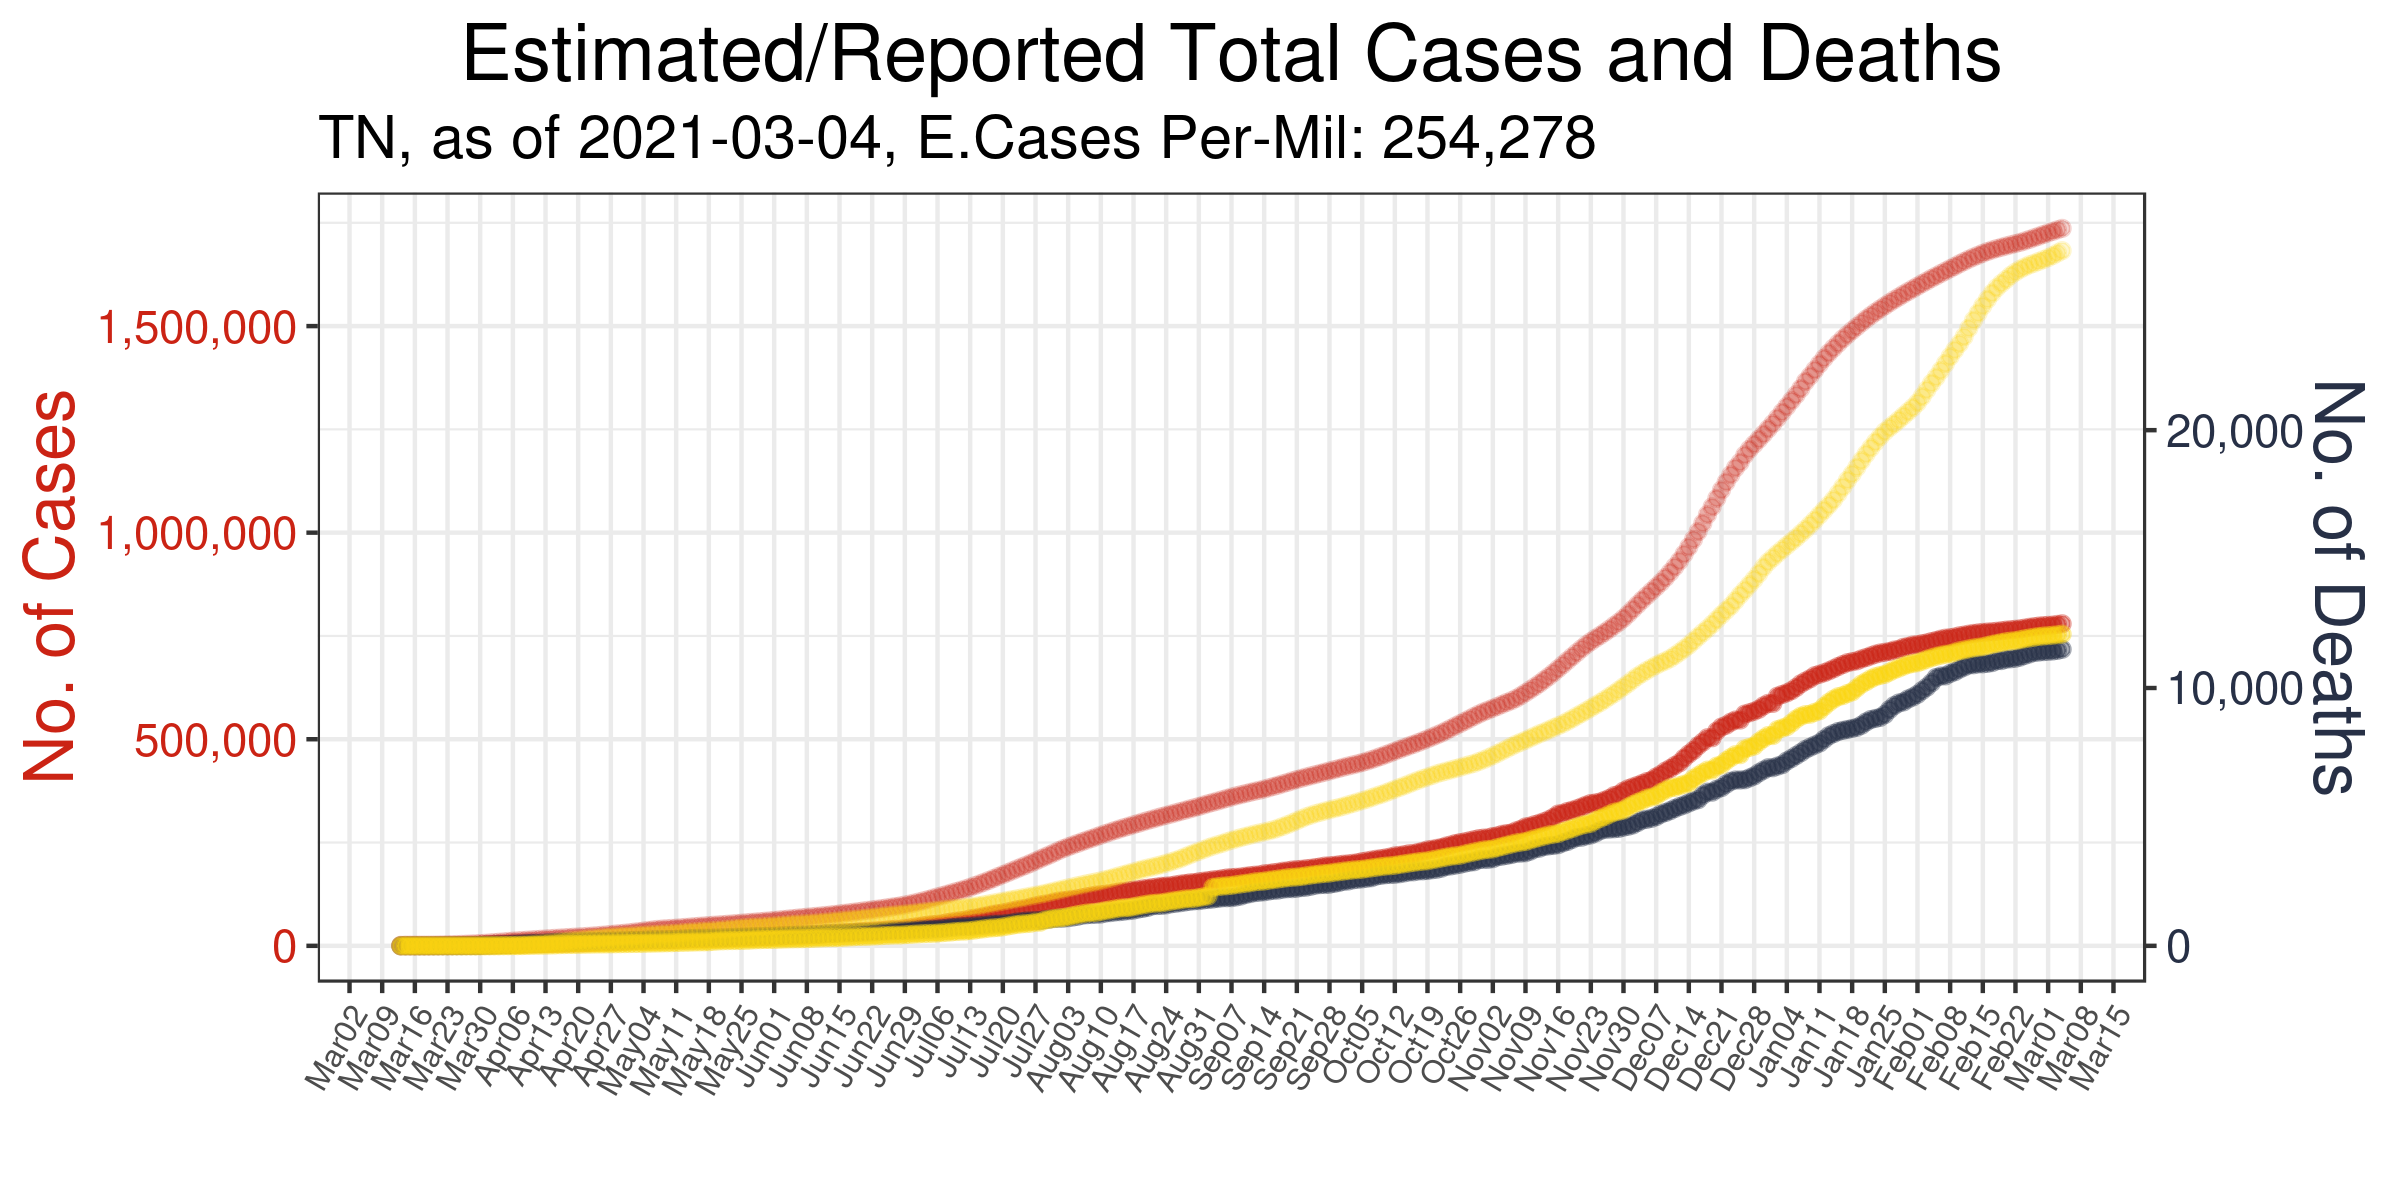 Estimated/Reported Total Cases and Deaths
TN, as of 2021-03-04, E.Cases Per-Mil: 254,278
No. of Cases
1,500,000
1,000,000
500,000
0
20,000
10,000
0
No. of Deaths
Mar02
Mar09
Mar16
Mar23
Mar30
Apr06
Apr13
Apr20
Apr27
May04
May11
May18
May25
Jun01
Jun08
Jun15
Jun22
Jun29
Jul06
Jul13
Jul20
Jul27
Aug03
Aug10
Aug17
Aug24
Aug31
Sep07
Sep14
Sep21
Sep28
Oct05
Oct12
Oct19
Oct26
Nov02
Nov09
Nov16
Nov23
Nov30
Dec07
Dec14
Dec21
Dec28
Jan04
Jan11
Jan18
Jan25
Feb01
Feb08
Feb15
Feb22
Mar01
Mar08
Mar15